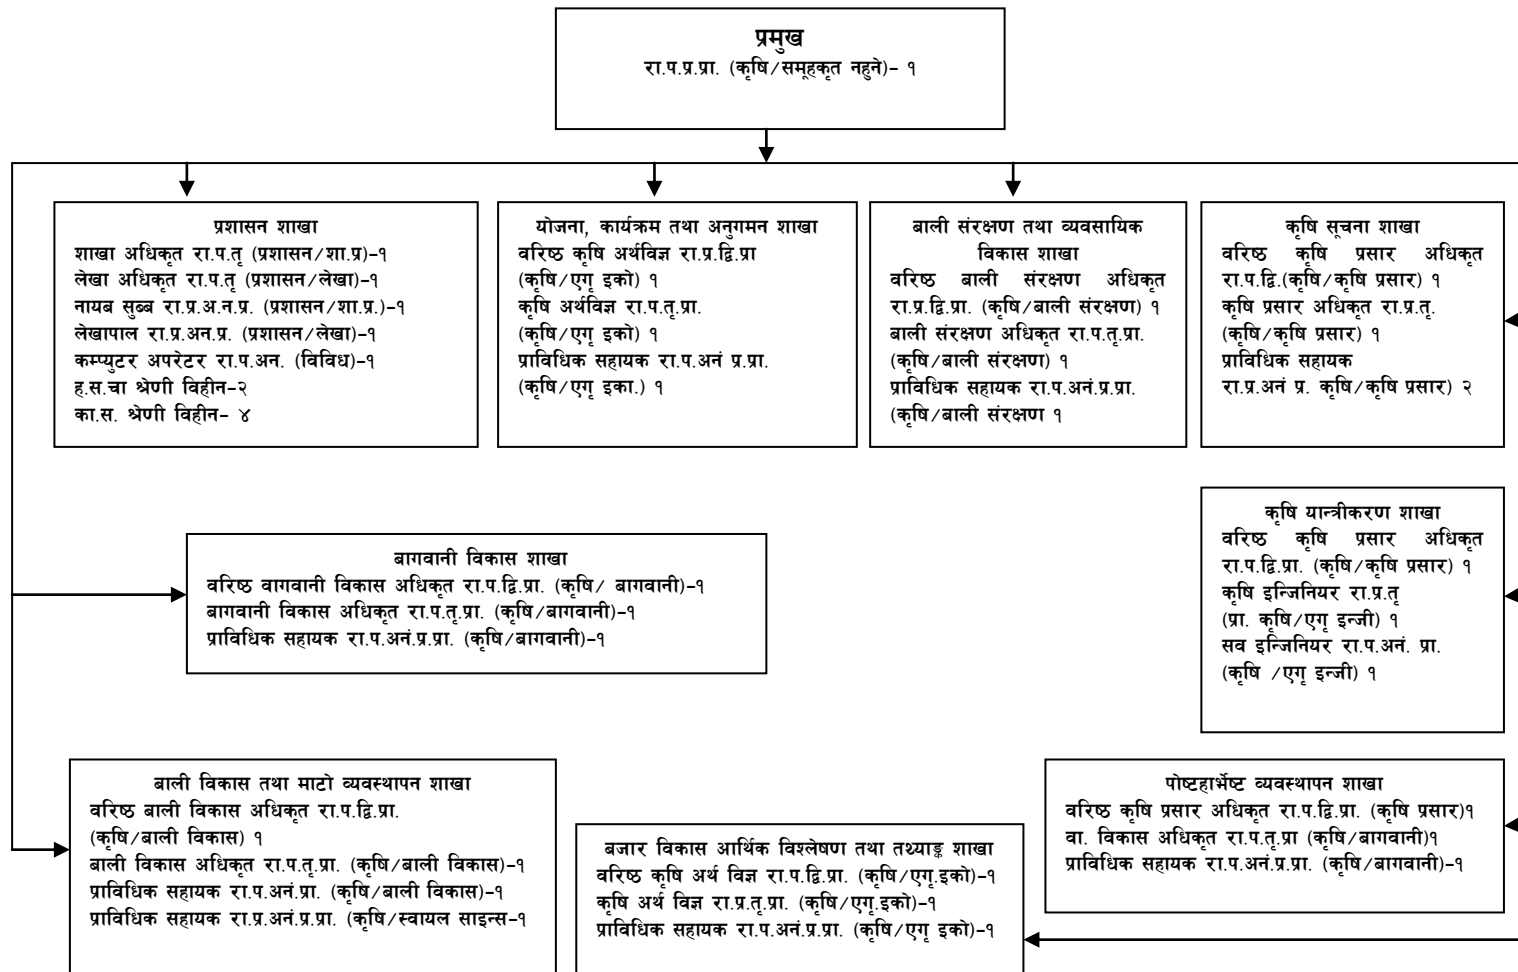 प्रमुख
रा.प.प्र.प्रा. (कृषि/समूहकृत नहुने)- १
प्रशासन शाखा
शाखा अधिकृत रा.प.तृ (प्रशासन/शा.प्र)-१
लेखा अधिकृत रा.प.तृ (प्रशासन/लेखा)-१
नायब सुब्ब रा.प्र.अ.न.प्र. (प्रशासन/शा.प्र.)-१
लेखापाल रा.प्र.अन.प्र. (प्रशासन/लेखा)-१
कम्प्युटर अपरेटर रा.प.अन. (विविध)-१
ह.स.चा श्रेणी विहीन-२
का.स. श्रेणी विहीन- ४
योजना, कार्यक्रम तथा अनुगमन शाखा
वरिष्ठ कृषि अर्थविज्ञ रा.प्र.द्वि.प्रा
(कृषि/एगृ इको) १
कृषि अर्थविज्ञ रा.प.तृ.प्रा.
(कृषि/एगृ इको) १
प्राविधिक सहायक रा.प.अनं प्र.प्रा.
(कृषि/एगृ इका.) १
बाली संरक्षण तथा व्यवसायिक
विकास शाखा
वरिष्ठ बाली संरक्षण अधिकृत
रा.प्र.द्वि.प्रा. (कृषि/बाली संरक्षण) १
बाली संरक्षण अधिकृत रा.प.तृ.प्रा.
(कृषि/बाली संरक्षण) १
प्राविधिक सहायक रा.प.अनं.प्र.प्रा.
(कृषि/बाली संरक्षण १
कृषि सूचना शाखा
वरिष्ठ कृषि प्रसार अधिकृत
रा.प.द्वि.(कृषि/कृषि प्रसार) १
कृषि प्रसार अधिकृत रा.प्र.तृ.
(कृषि/कृषि प्रसार) १
प्राविधिक सहायक
रा.प्र.अनं प्र. कृषि/कृषि प्रसार) २
कृषि यान्त्रीकरण शाखा
वरिष्ठ कृषि प्रसार अधिकृत
रा.प.द्वि.प्रा. (कृषि/कृषि प्रसार) १
कृषि इन्जिनियर रा.प्र.तृ
(प्रा. कृषि/एगृ इन्जी) १
सव इन्जिनियर रा.प.अनं. प्रा.
(कृषि /एगृ इन्जी) १
बागवानी विकास शाखा
वरिष्ठ वागवानी विकास अधिकृत रा.प.द्वि.प्रा. (कृषि/ बागवानी)-१
बागवानी विकास अधिकृत रा.प.तृ.प्रा. (कृषि/बागवानी)-१
प्राविधिक सहायक रा.प.अनं.प्र.प्रा. (कृषि/बागवानी)-१
बाली विकास तथा माटो व्यवस्थापन शाखा
वरिष्ठ बाली विकास अधिकृत रा.प.द्वि.प्रा.
(कृषि/बाली विकास) १
बाली विकास अधिकृत रा.प.तृ.प्रा. (कृषि/बाली विकास)-१
प्राविधिक सहायक रा.प.अनं.प्रा. (कृषि/बाली विकास)-१
प्राविधिक सहायक रा.प्र.अनं.प्र.प्रा. (कृषि/स्वायल साइन्स-१
बजार विकास आर्थिक विश्लेषण तथा तथ्याङ्क शाखा
वरिष्ठ कृषि अर्थ विज्ञ रा.प.द्वि.प्रा. (कृषि/एगृ.इको)-१
कृषि अर्थ विज्ञ रा.प्र.तृ.प्रा. (कृषि/एगृ.इको)-१
प्राविधिक सहायक रा.प.अनं.प्र.प्रा. (कृषि/एगृ इको)-१
पोष्टहार्भेष्ट व्यवस्थापन शाखा
वरिष्ठ कृषि प्रसार अधिकृत रा.प.द्वि.प्रा. (कृषि प्रसार)१
वा. विकास अधिकृत रा.प.तृ.प्रा (कृषि/बागवानी)१
प्राविधिक सहायक रा.प.अनं.प्र.प्रा. (कृषि/बागवानी)-१